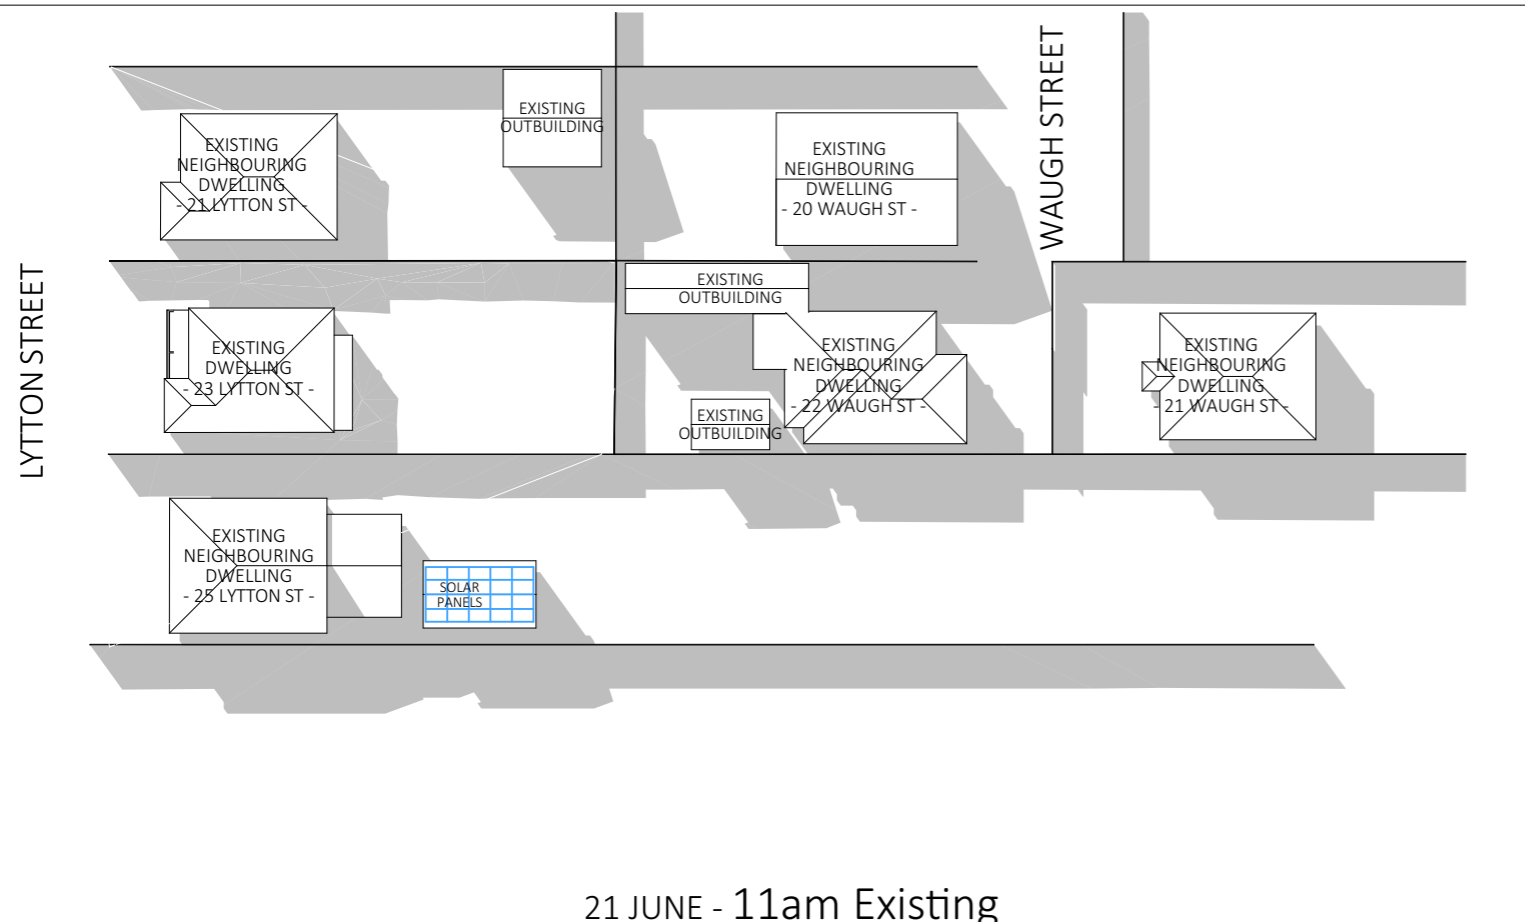 LYTTON STREET
WAUGH STREET
EXISTING
OUTBUILDING
EXISTING
NEIGHBOURING
DWELLING
- 21 LYTTON ST -
EXISTING
NEIGHBOURING
DWELLING
- 20 WAUGH ST -
EXISTING
OUTBUILDING
EXISTING
DWELLING
- 23 LYTTON ST -
EXISTING
NEIGHBOURING
DWELLING
- 22 WAUGH ST -
EXISTING
NEIGHBOURING
DWELLING
- 21 WAUGH ST -
EXISTING
OUTBUILDING
EXISTING
NEIGHBOURING
DWELLING
- 25 LYTTON ST -
SOLAR
PANELS
21 JUNE - 11am Existing